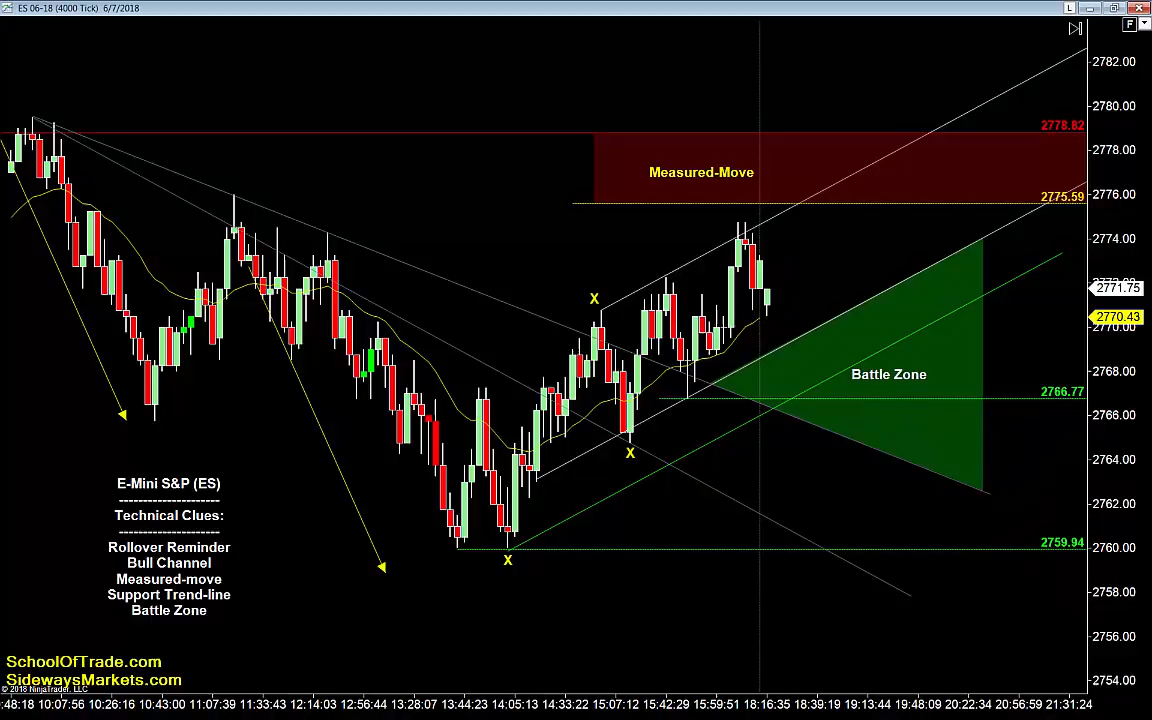 ES 06-18 (4000 Tick) 6/7/2018
L
F
2782.00
2780.00
2778.82
2778.00
Measured-Move
2775.59
2776.00
2774.00
2771.75
2770.43
2770.00
X
2768.00
Battle Zone
2766.77
2766.00
X
2764.00
2762.00
2759.94
2760.00
X
2758.00
2756.00
2754.00
E-Mini S&P (ES)
--------------------
Technical Clues:
--------------------
Rollover Reminder
Bull Channel
Measured-move
Support Trend-line
Battle Zone
SchoolOfTrade.com
SidewaysMarkets.com
© 2018 NinjaTrader, LLC
:48:18 10:07:56 10:26:16 10:43:00 11:07:39 11:33:43 12:14:03 12:56:44 13:28:07 13:44:23 14:05:13 14:33:22 15:07:12 15:42:29 15:59:51 18:16:35 18:39:19 19:13:44 19:48:09 20:22:34 20:56:59 21:31:24